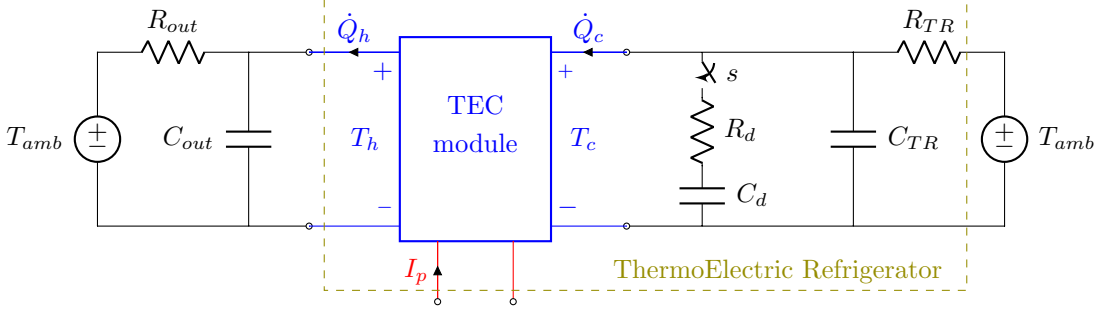 R_out
Q̇_h
Q̇_c
R_TR
+
+
s
T_amb
+
−
C_out
T_h
TEC
module
T_c
R_d
C_TR
+
−
T_amb
C_d
−
−
I_p
ThermoElectric Refrigerator